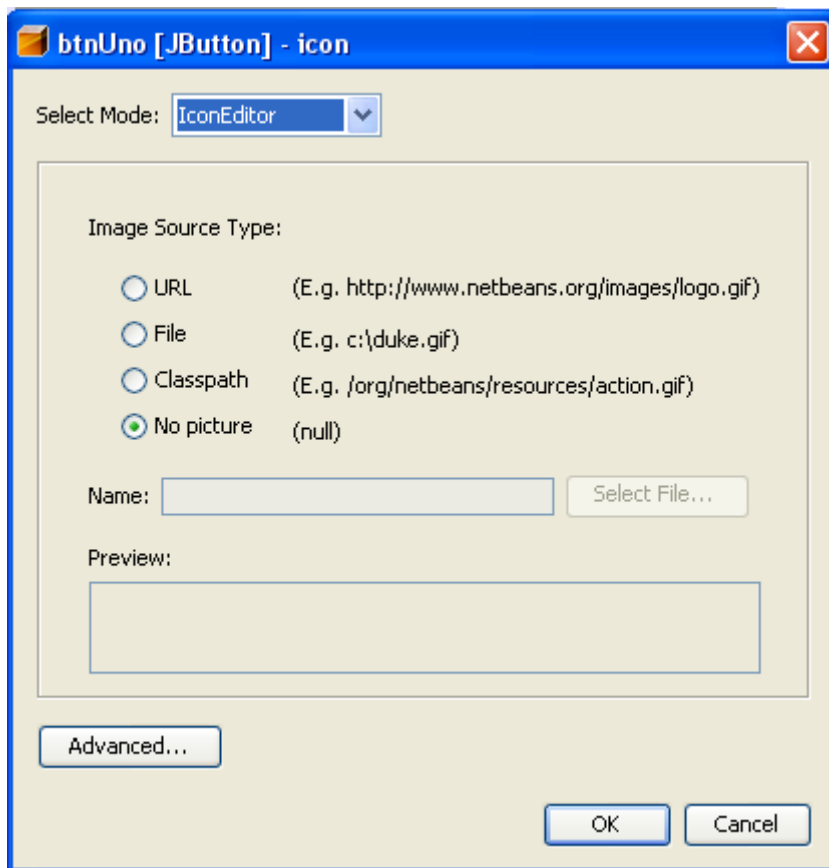 btnUno [JButton] - icon
Select Mode: IconEditor
Image Source Type:
URL (E.g. http://www.netbeans.org/images/logo.gif)
File (E.g. c:\duke.gif)
Classpath (E.g. /org/netbeans/resources/action.gif)
No picture (null)
Name: Select File...
Preview:
Advanced...
OK Cancel